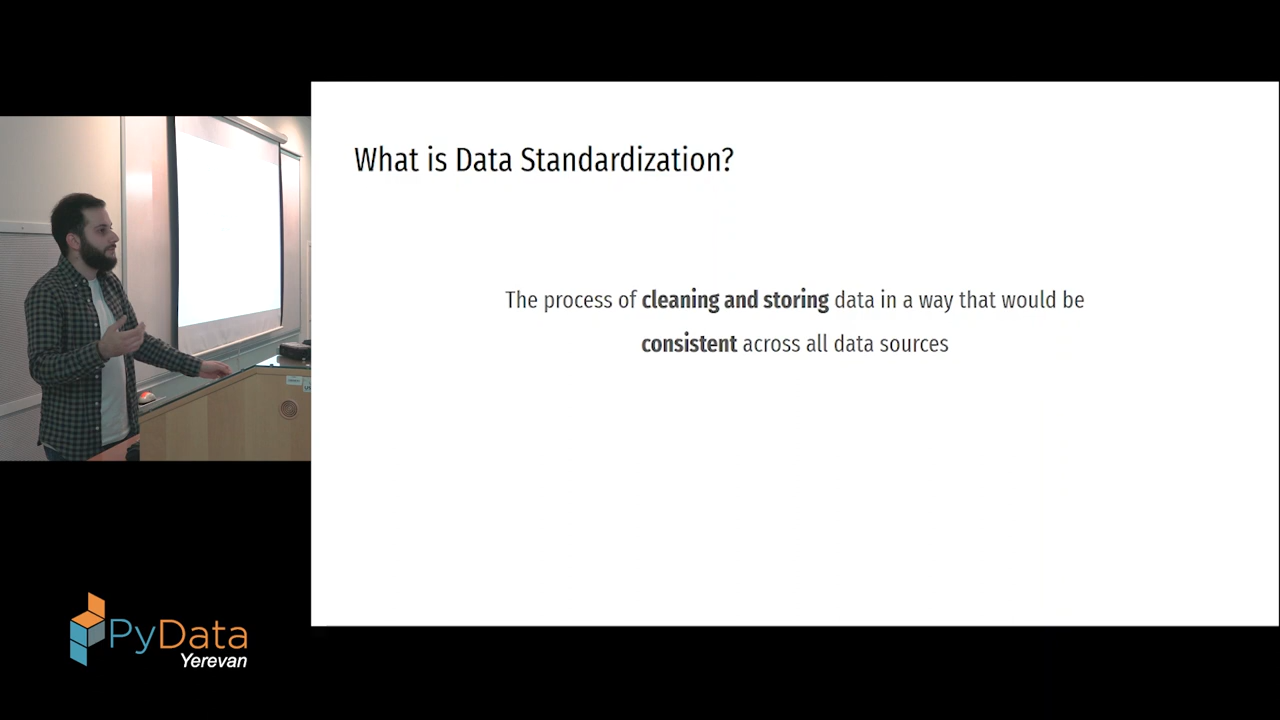 What is Data Standardization?
The process of cleaning and storing data in a way that would be
consistent across all data sources
PyData
Yerevan